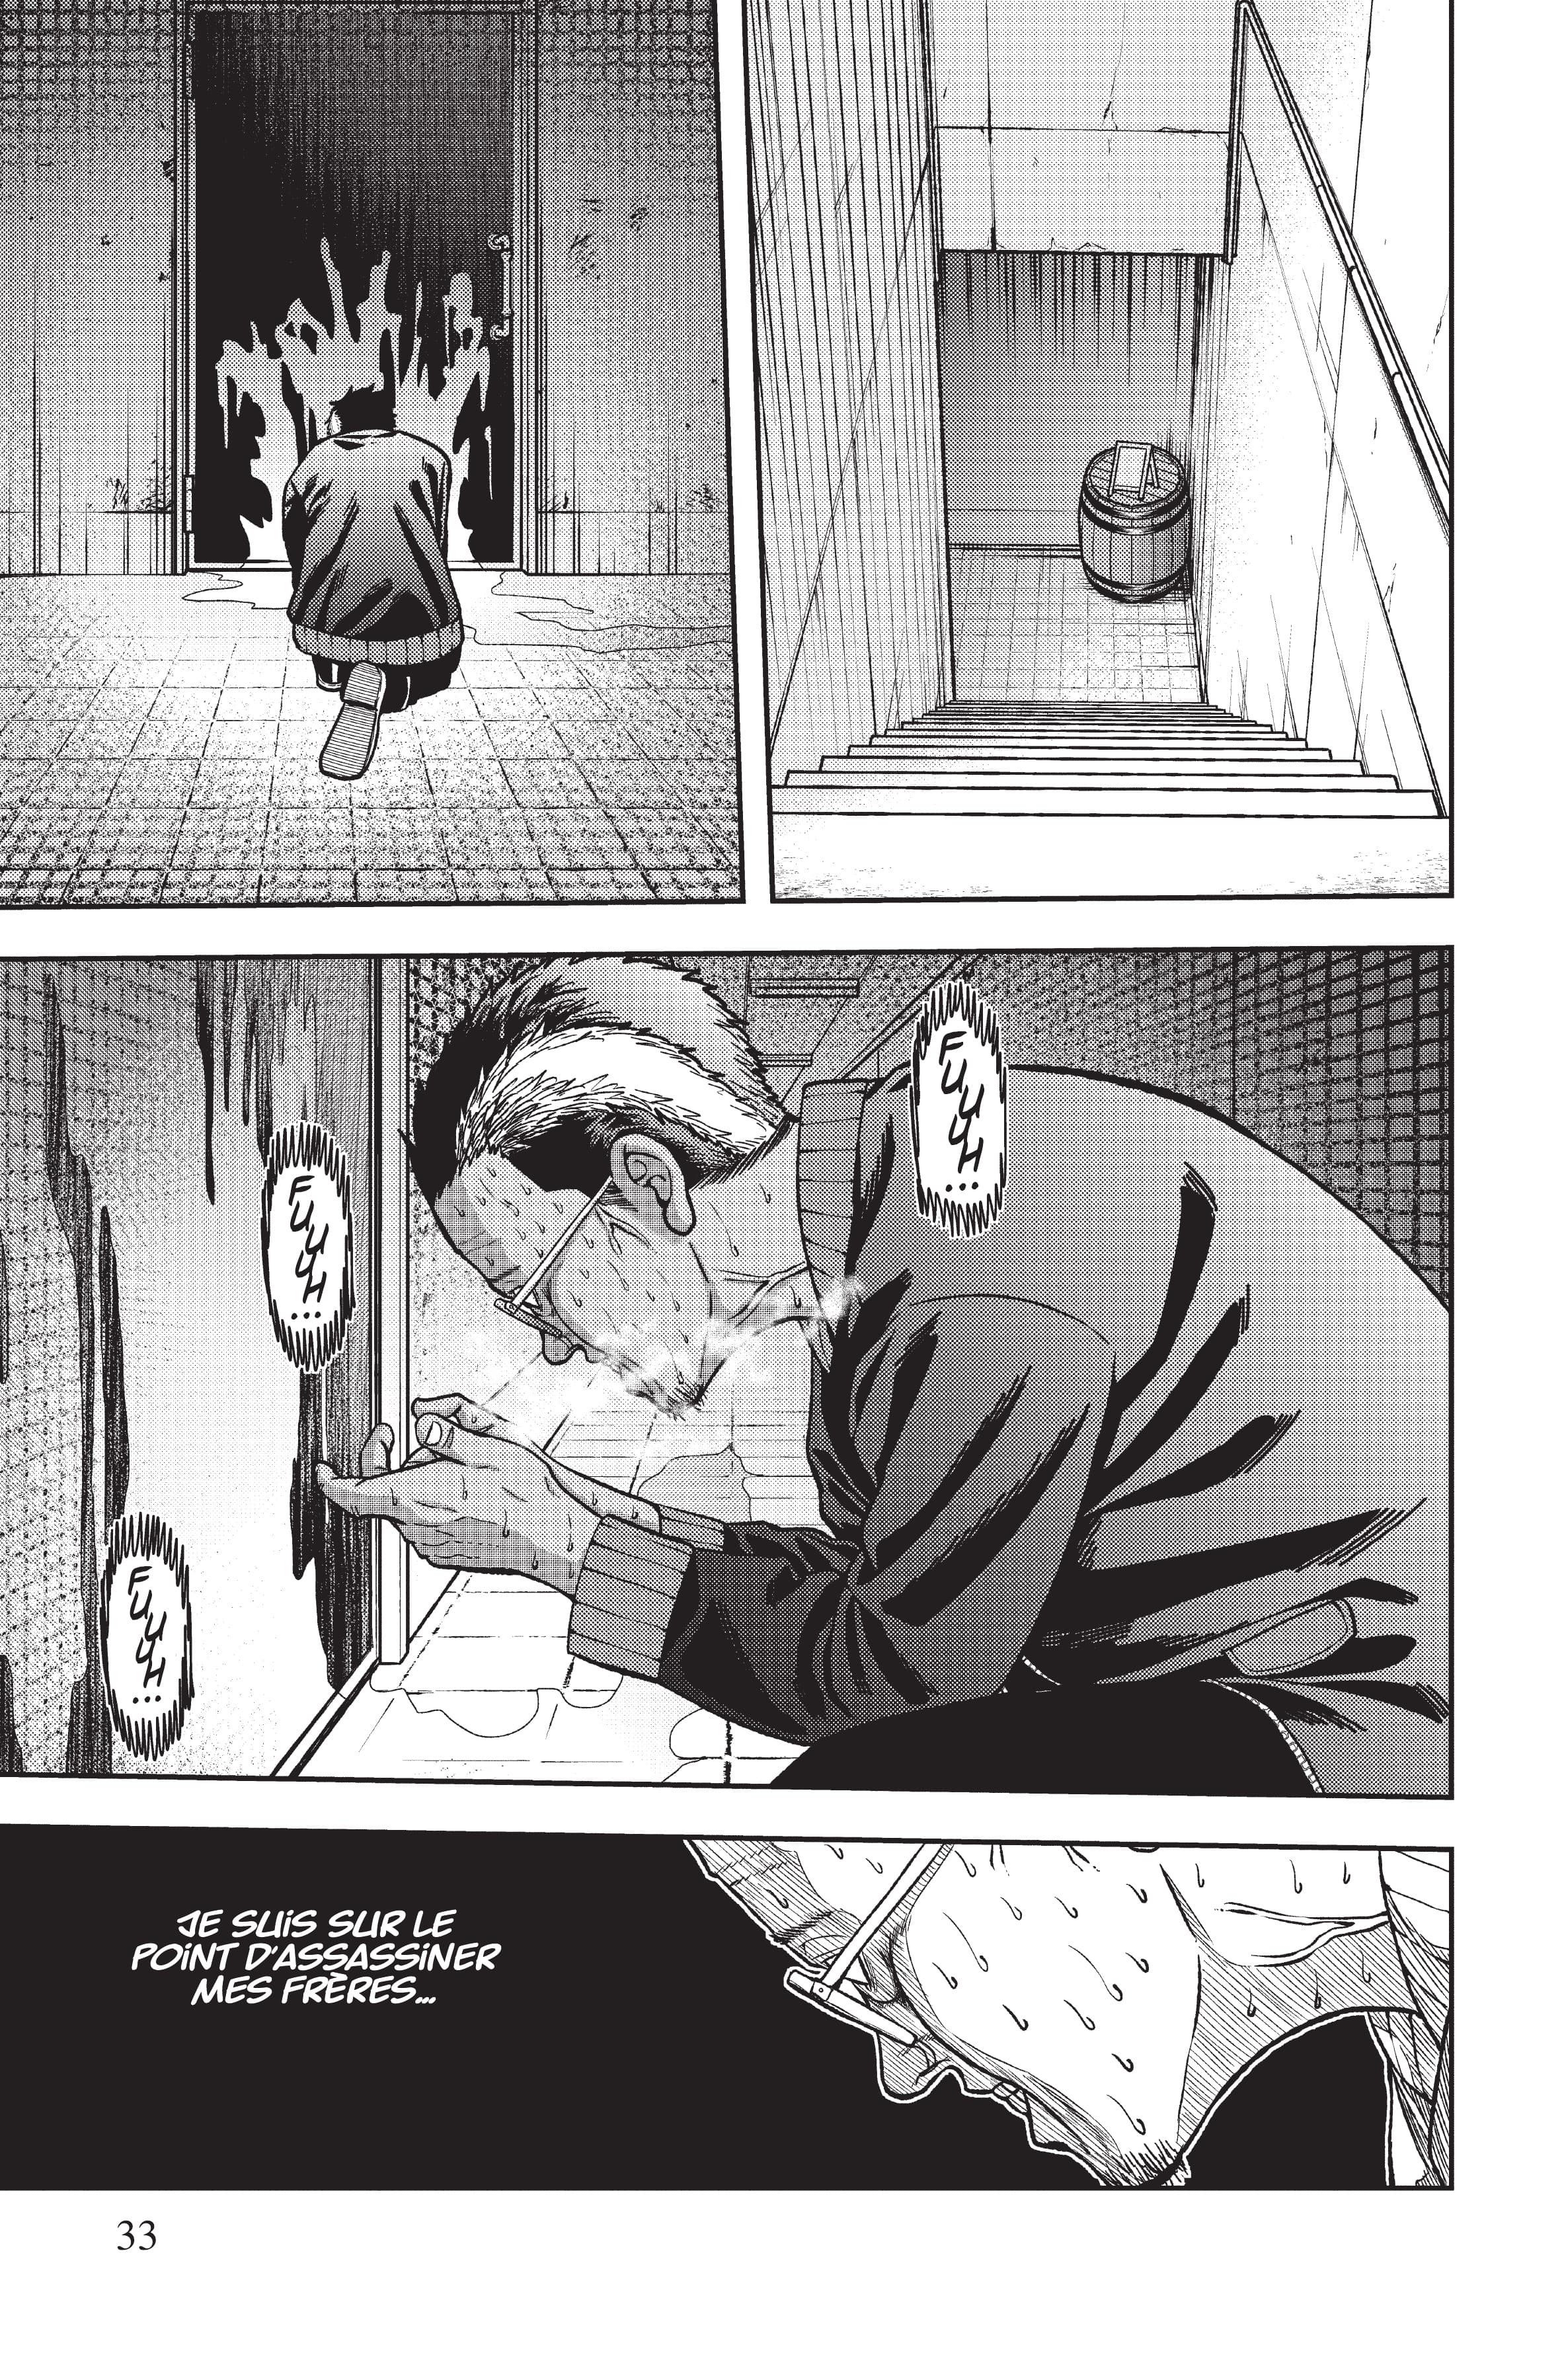 FUUUH...
FUUUH...
FUUUH...
JE SUIS SUR LE
POINT D'ASSASSINER
MES FRÈRES...
33